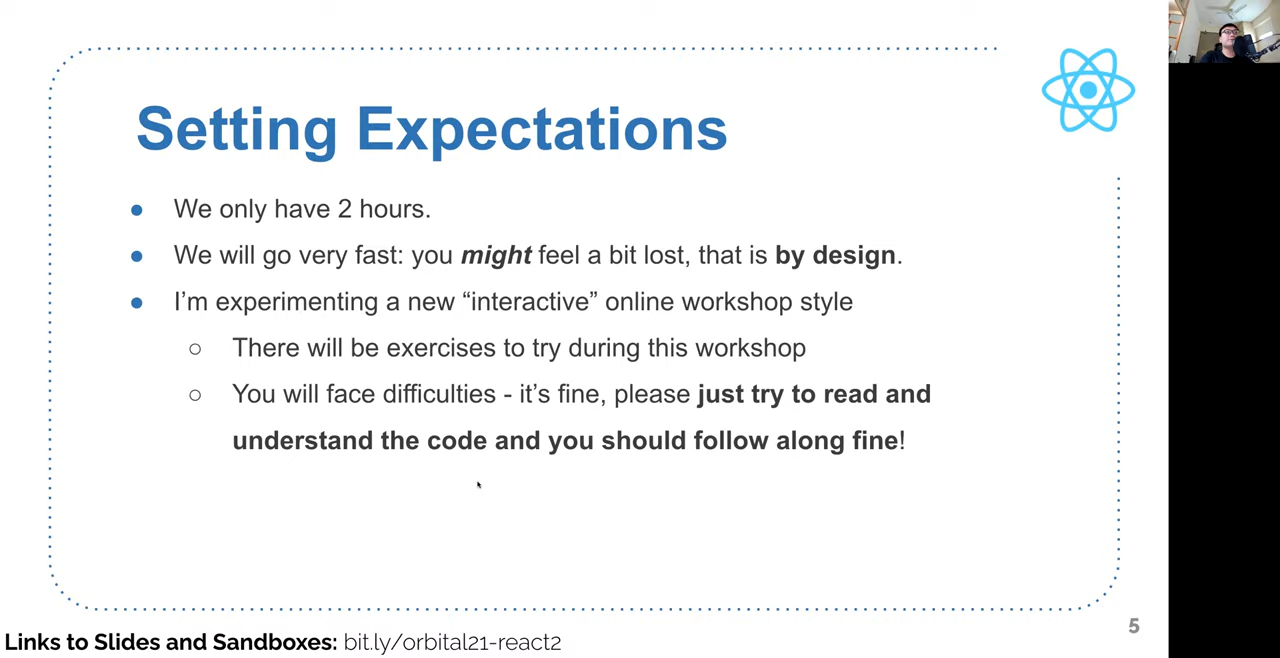 Setting Expectations
● We only have 2 hours.
● We will go very fast: you might feel a bit lost, that is by design.
● I’m experimenting a new “interactive” online workshop style
○ There will be exercises to try during this workshop
○ You will face difficulties - it’s fine, please just try to read and
understand the code and you should follow along fine!
5
Links to Slides and Sandboxes: bit.ly/orbital21-react2